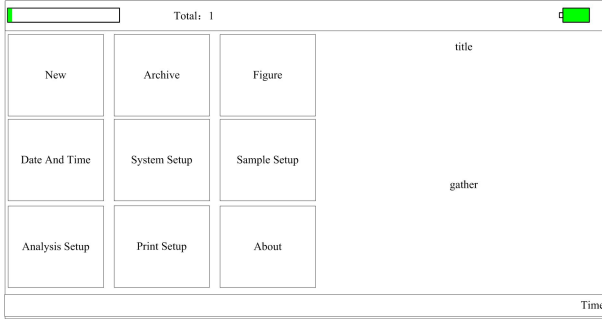 Total：1
title
New
Archive
Figure
Date And Time
System Setup
Sample Setup
gather
Analysis Setup
Print Setup
About
Time